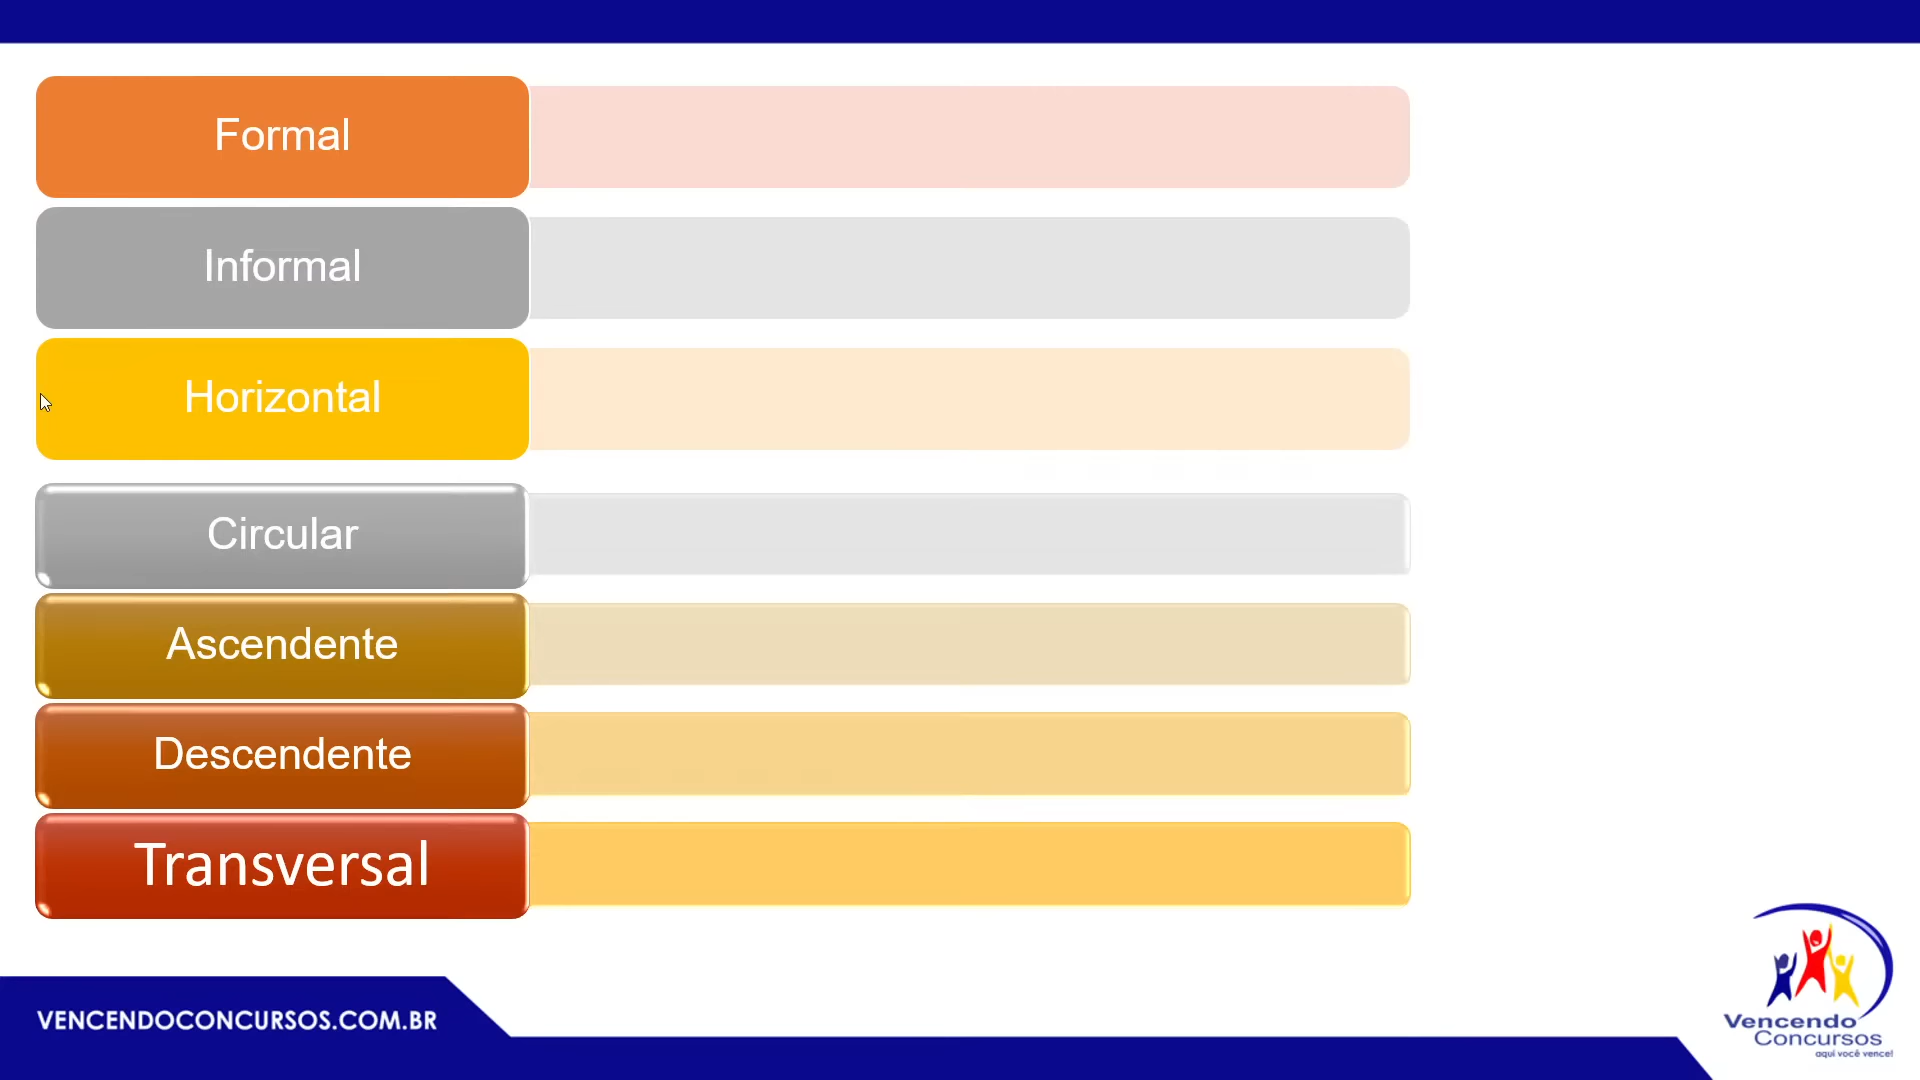 Formal
Informal
Horizontal
Circular
Ascendente
Descendente
Transversal
VENCENDOCONCURSOS.COM.BR
Vencendo
Concursos
aqui você vence!